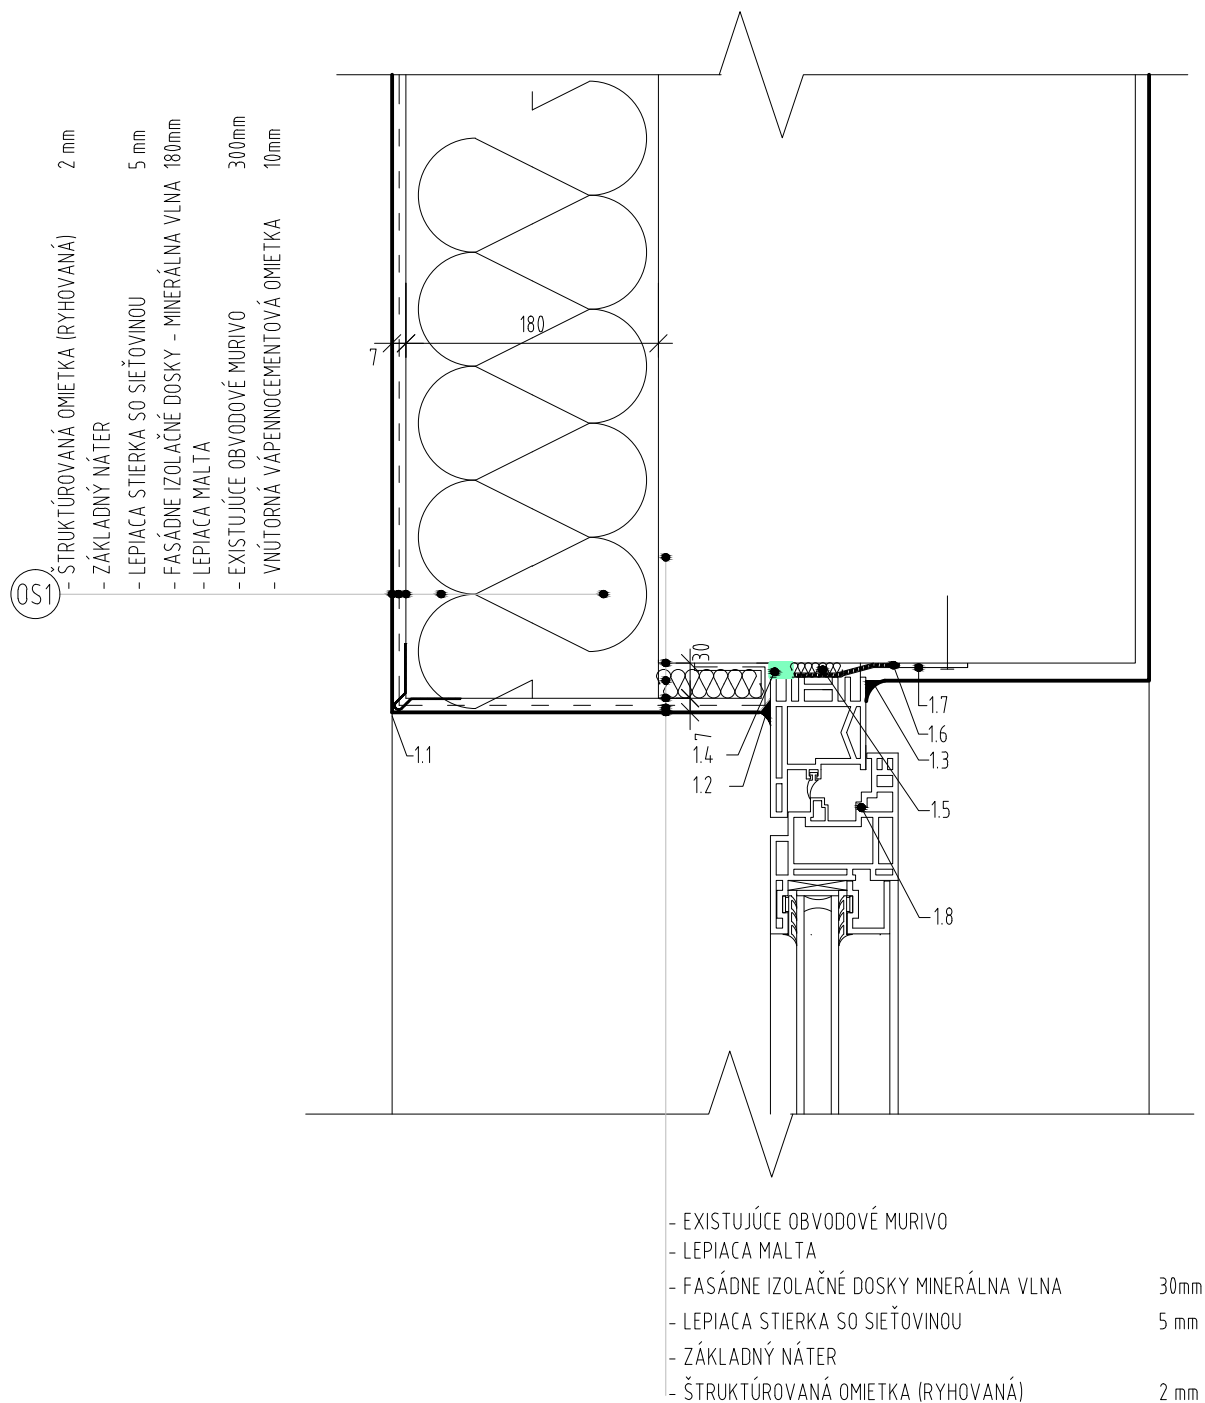 - ŠTRUKTÚROVANÁ OMIETKA (RYHOVANÁ) 2 mm
- ZÁKLADNÝ NÁTER
- LEPIACA STIERKA SO SIEŤOVINOU 5 mm
- FASÁDNE IZOLAČNÉ DOSKY - MINERÁLNA VLNA 180mm
- LEPIACA MALTA
- EXISTUJÚCE OBVODOVÉ MURIVO 300mm
- VNÚTORNÁ VÁPENNOCEMENTOVÁ OMIETKA 10mm
OS1
180
7
30
7
1.1
1.4
1.2
1.7
1.6
1.3
1.5
1.8
- EXISTUJÚCE OBVODOVÉ MURIVO
- LEPIACA MALTA
- FASÁDNE IZOLAČNÉ DOSKY MINERÁLNA VLNA 30mm
- LEPIACA STIERKA SO SIEŤOVINOU 5 mm
- ZÁKLADNÝ NÁTER
- ŠTRUKTÚROVANÁ OMIETKA (RYHOVANÁ) 2 mm